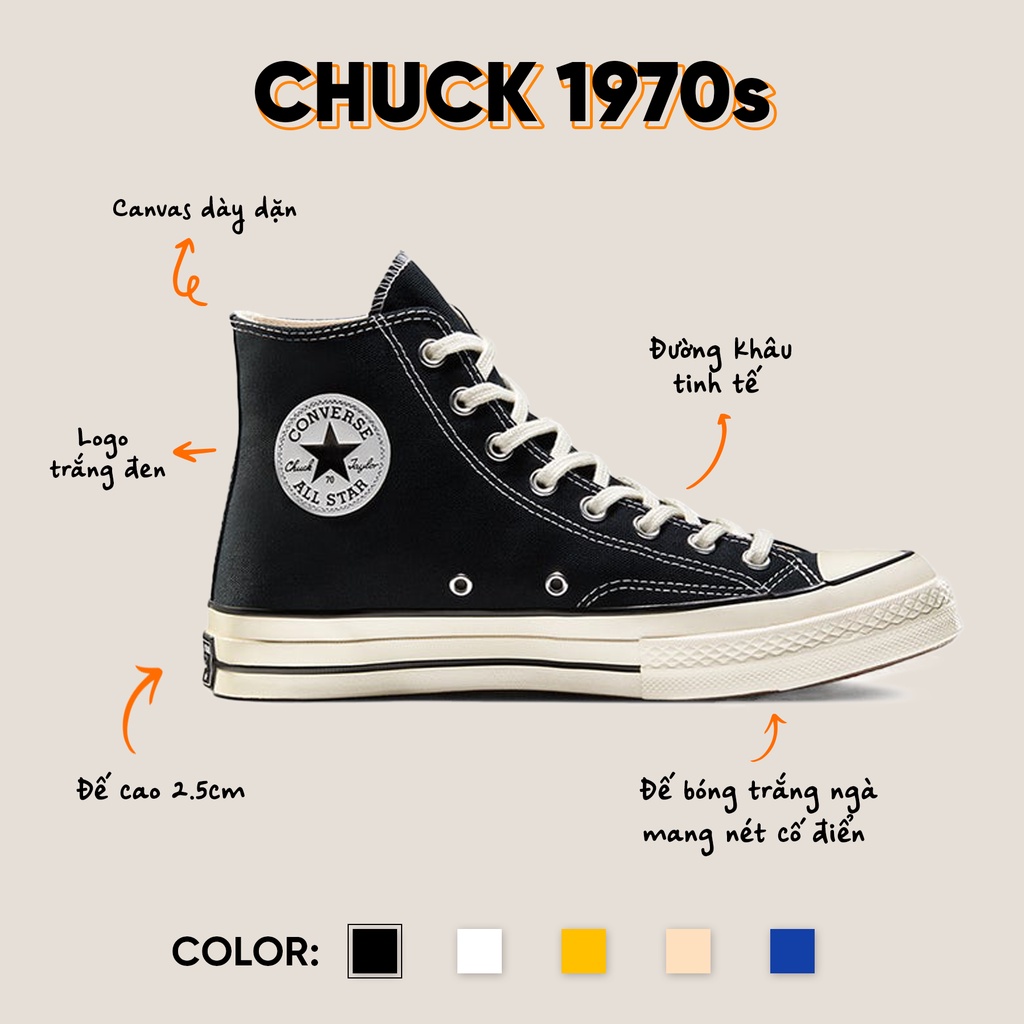 CHUCK 1970s
Canvas dày dặn
Đường khâu
tinh tế
CONVERSE
Chuck Taylor
70
ALL STAR
Logo
trắng đen
Đế cao 2.5cm
Đế bóng trắng ngà
mang nét cổ điển
COLOR: